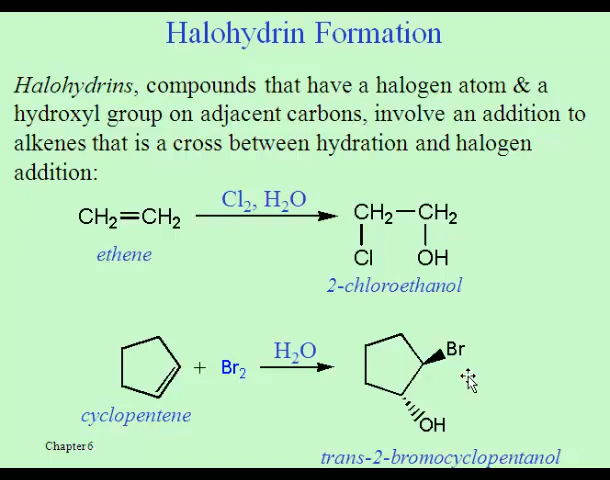 Halohydrin Formation
Halohydrins, compounds that have a halogen atom & a
hydroxyl group on adjacent carbons, involve an addition to
alkenes that is a cross between hydration and halogen
addition:
Cl₂, H₂O
CH₂=CH₂
CH₂—CH₂
Cl OH
ethene
2-chloroethanol
H₂O
Br
+ Br₂
OH
cyclopentene
Chapter 6
trans-2-bromocyclopentanol